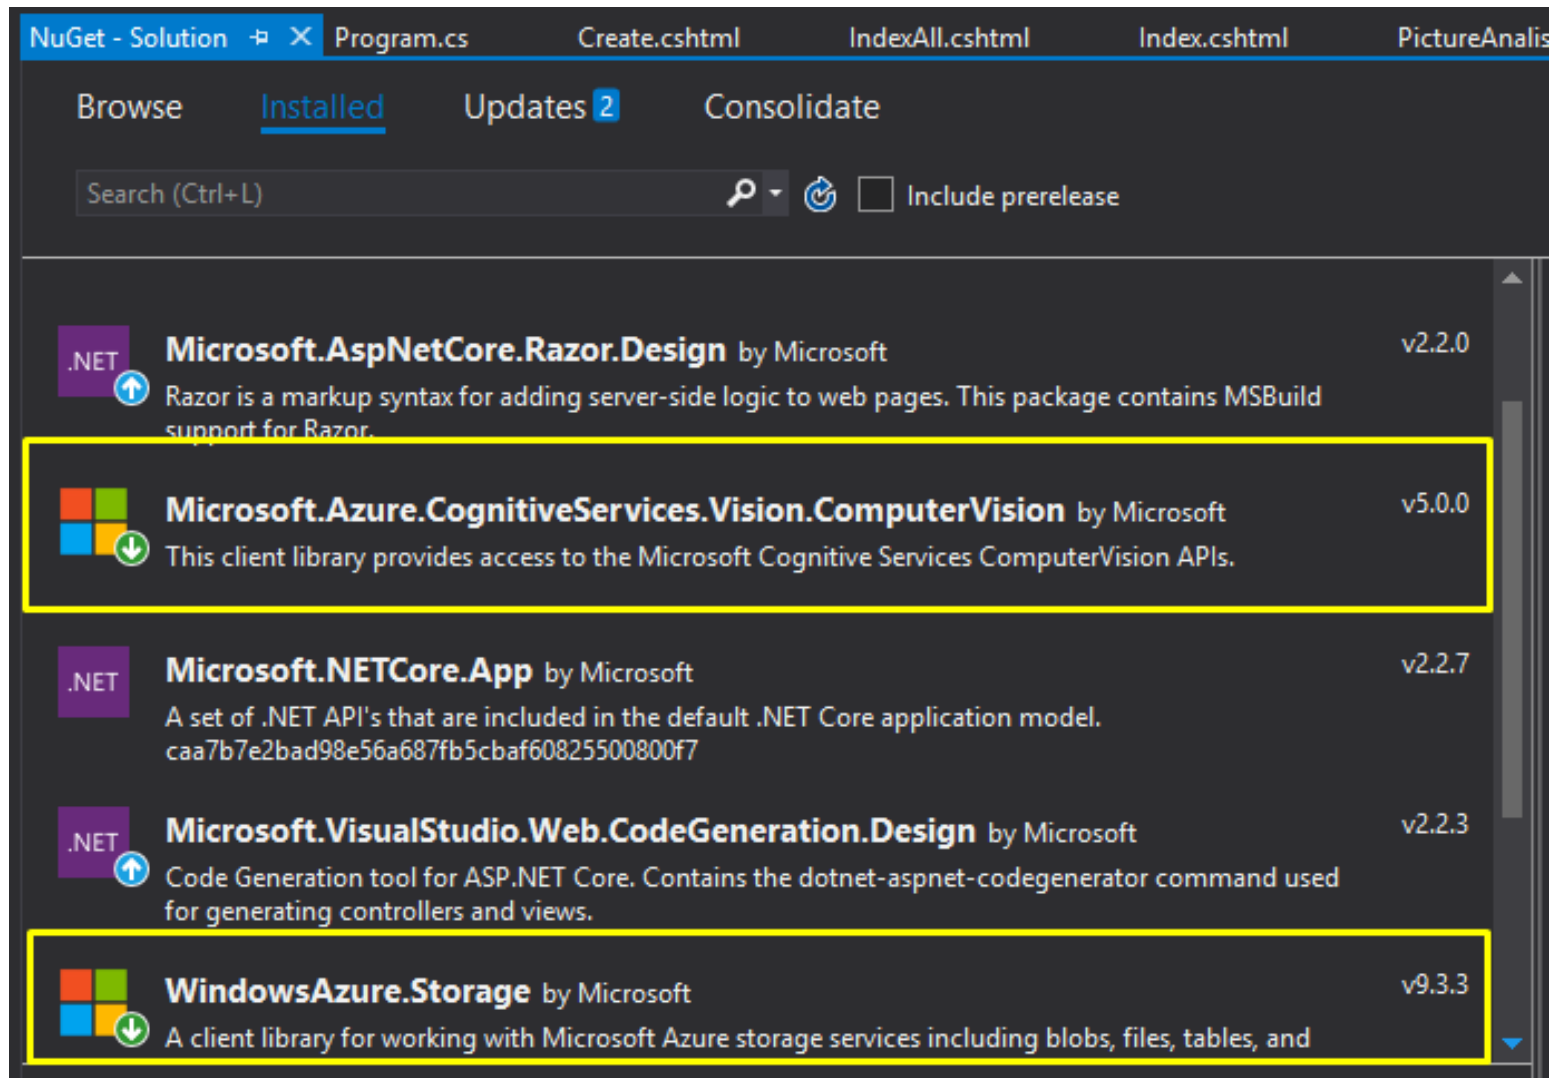 NuGet - Solution Program.cs Create.cshtml IndexAll.cshtml Index.cshtml PictureAnalis
Browse Installed Updates 2 Consolidate
Search (Ctrl+L) Include prerelease
.NET Microsoft.AspNetCore.Razor.Design by Microsoft v2.2.0
Razor is a markup syntax for adding server-side logic to web pages. This package contains MSBuild
support for Razor.
Microsoft.Azure.CognitiveServices.Vision.ComputerVision by Microsoft v5.0.0
This client library provides access to the Microsoft Cognitive Services ComputerVision APIs.
.NET Microsoft.NETCore.App by Microsoft v2.2.7
A set of .NET API's that are included in the default .NET Core application model.
caa7b7e2bad98e56a687fb5cbaf60825500800f7
.NET Microsoft.VisualStudio.Web.CodeGeneration.Design by Microsoft v2.2.3
Code Generation tool for ASP.NET Core. Contains the dotnet-aspnet-codegenerator command used
for generating controllers and views.
WindowsAzure.Storage by Microsoft v9.3.3
A client library for working with Microsoft Azure storage services including blobs, files, tables, and